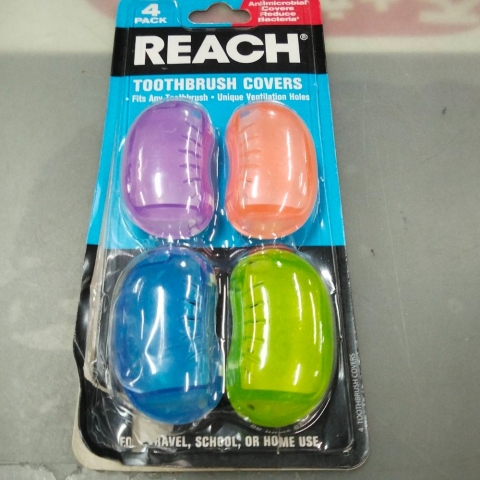 4
PACK
Antimicrobial
Covers
Reduce
Bacteria*
REACH®
TOOTHBRUSH COVERS
• Fits Any Toothbrush • Unique Ventilation Holes
FOR TRAVEL, SCHOOL, OR HOME USE
4 TOOTHBRUSH COVERS